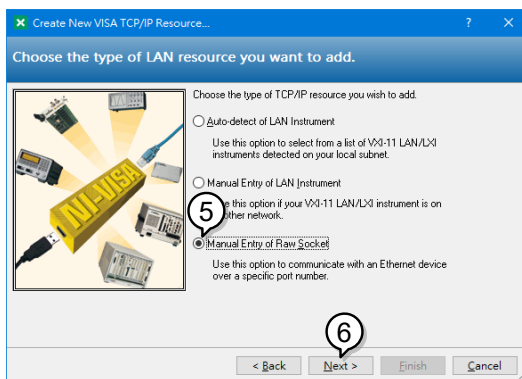 Create New VISA TCP/IP Resource...
?
Choose the type of LAN resource you want to add.
Choose the type of TCP/IP resource you wish to add.
Auto-detect of LAN Instrument
Use this option to select from a list of VXI-11 LAN/LXI
instruments detected on your local subnet.
Manual Entry of LAN Instrument
this option if your VXI-11 LAN/LXI instrument is on
network.
5
Manual Entry of Raw Socket
Use this option to communicate with an Ethernet device
over a specific port number.
NI-VISA
6
< Back
Next >
Finish
Cancel